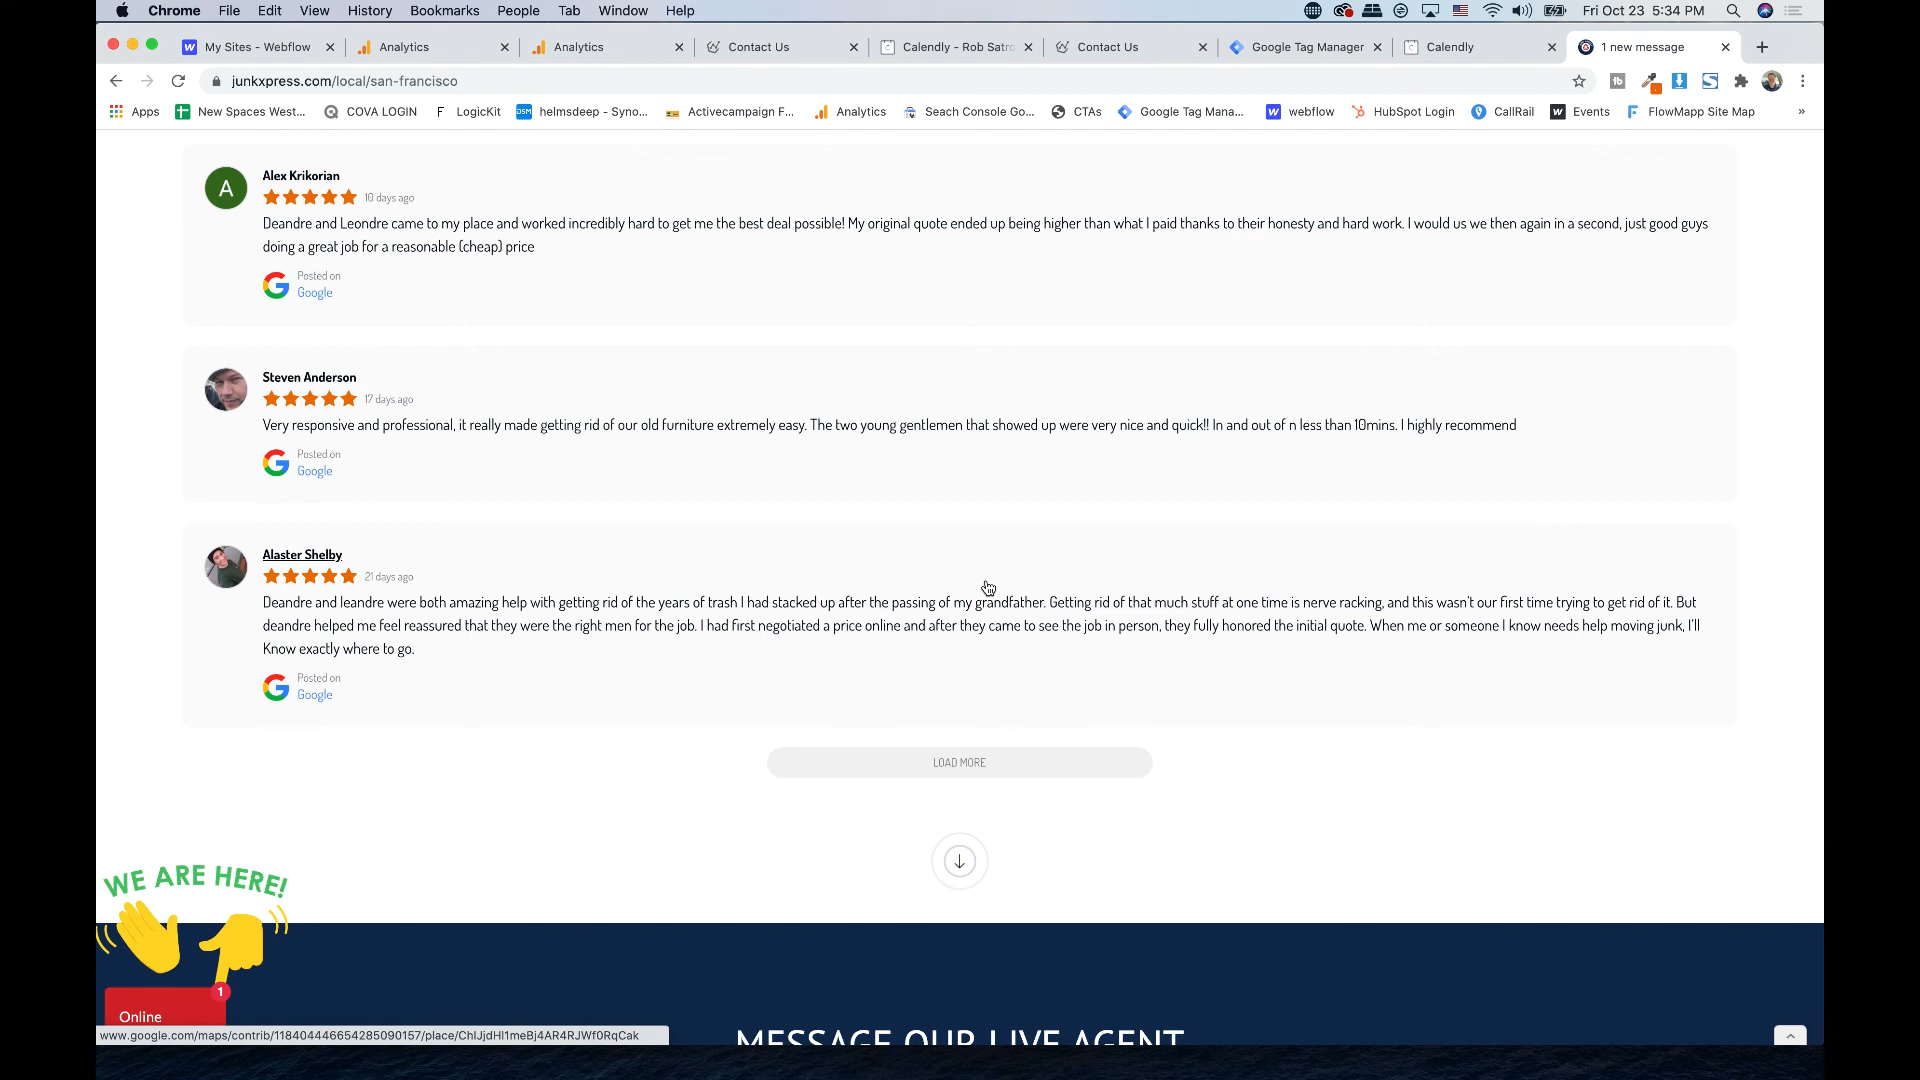 Chrome File Edit View History Bookmarks People Tab Window Help Fri Oct 23 5:34 PM
My Sites - Webflow Analytics Analytics Contact Us Calendly - Rob Satro Contact Us Google Tag Manager Calendly 1 new message
junkxpress.com/local/san-francisco
Apps New Spaces West... COVA LOGIN F LogicKit DSM helmsdeep - Syno... Activecampaign F... Analytics Seach Console Go... CTAs Google Tag Mana... webflow HubSpot Login CallRail Events FlowMapp Site Map »
A
Alex Krikorian
10 days ago
Deandre and Leondre came to my place and worked incredibly hard to get me the best deal possible! My original quote ended up being higher than what I paid thanks to their honesty and hard work. I would us we then again in a second, just good guys
doing a great job for a reasonable (cheap) price
Posted on
Google
Steven Anderson
17 days ago
Very responsive and professional, it really made getting rid of our old furniture extremely easy. The two young gentlemen that showed up were very nice and quick!! In and out of n less than 10mins. I highly recommend
Posted on
Google
Alaster Shelby
21 days ago
Deandre and leandre were both amazing help with getting rid of the years of trash I had stacked up after the passing of my grandfather. Getting rid of that much stuff at one time is nerve racking, and this wasn't our first time trying to get rid of it. But
deandre helped me feel reassured that they were the right men for the job. I had first negotiated a price online and after they came to see the job in person, they fully honored the initial quote. When me or someone I know needs help moving junk, I'll
Know exactly where to go.
Posted on
Google
LOAD MORE
WE ARE HERE!
1
Online
www.google.com/maps/contrib/118404446654285090157/place/ChIJjdHl1meBj4AR4RJWf0RqCak
MESSAGE OUR LIVE AGENT